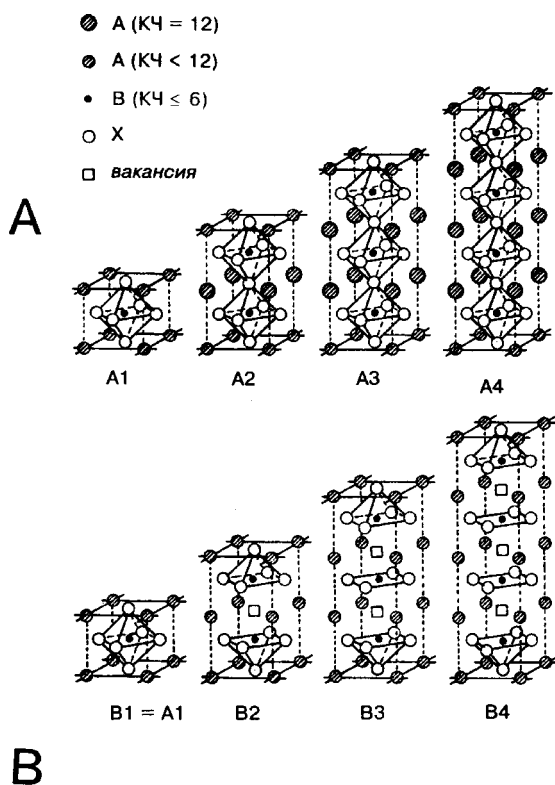 A (КЧ = 12)
A (КЧ < 12)
B (КЧ ≤ 6)
X
вакансия
A
A1
A2
A3
A4
B1 = A1
B2
B3
B4
B